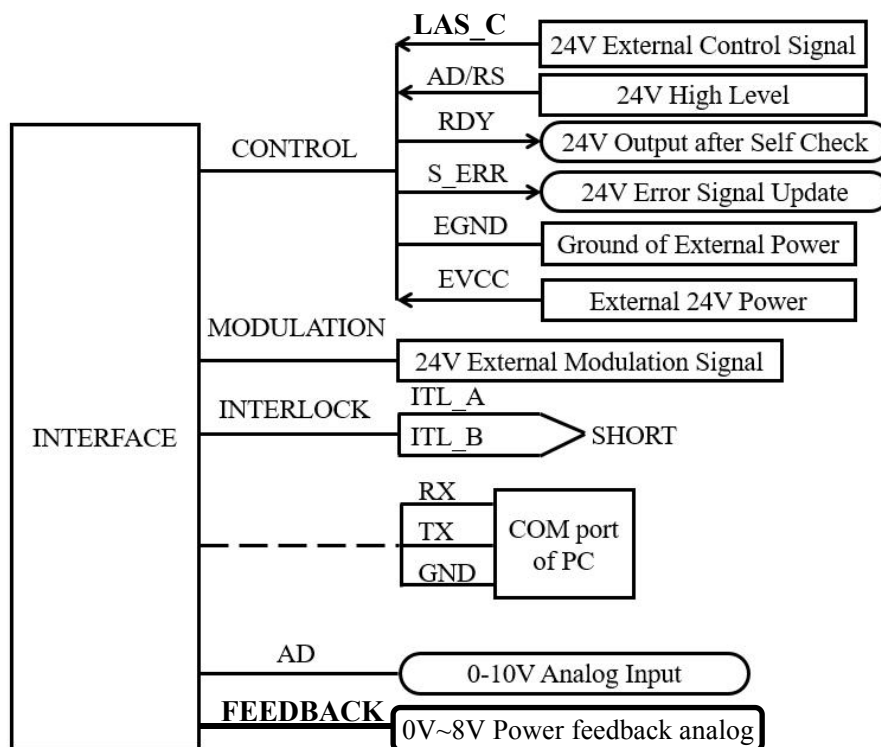 LAS_C
24V External Control Signal
AD/RS
24V High Level
RDY
24V Output after Self Check
CONTROL
S_ERR
24V Error Signal Update
EGND
Ground of External Power
EVCC
External 24V Power
MODULATION
24V External Modulation Signal
INTERLOCK
ITL_A
ITL_B
SHORT
INTERFACE
RX
TX
GND
COM port
of PC
AD
0-10V Analog Input
FEEDBACK
0V~8V Power feedback analog